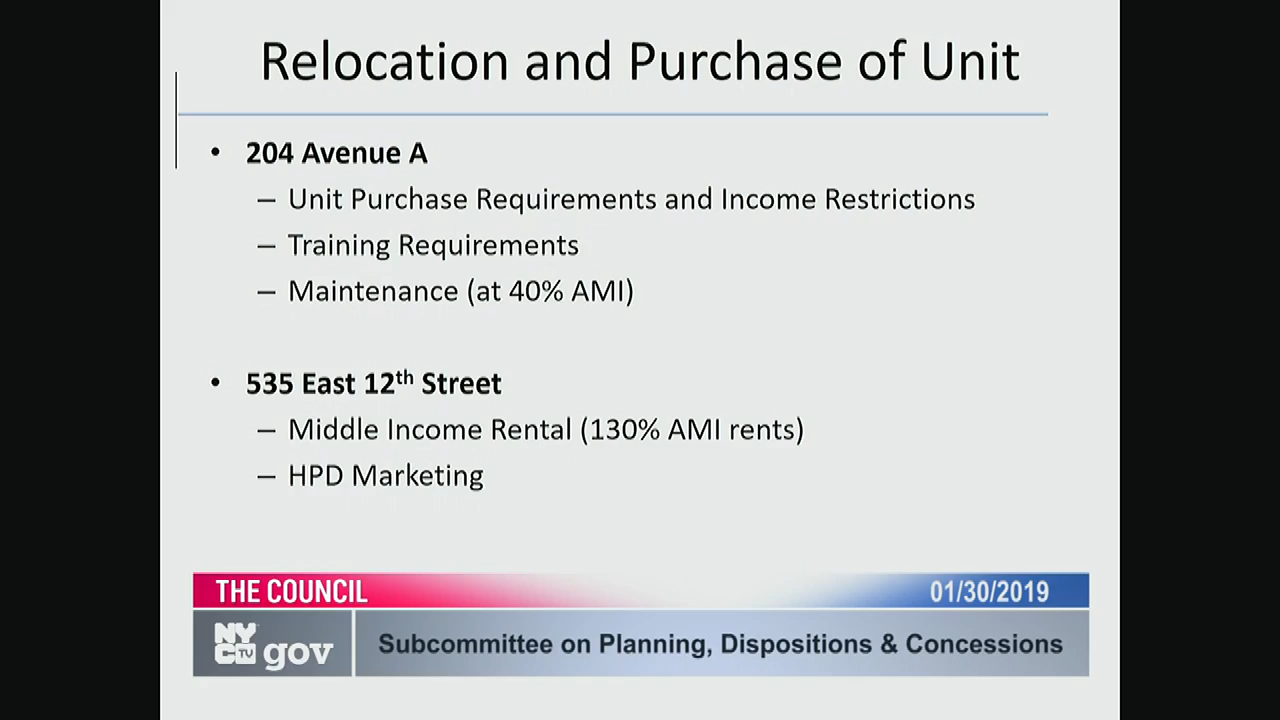 Relocation and Purchase of Unit
• 204 Avenue A
– Unit Purchase Requirements and Income Restrictions
– Training Requirements
– Maintenance (at 40% AMI)
• 535 East 12th Street
– Middle Income Rental (130% AMI rents)
– HPD Marketing
THE COUNCIL 01/30/2019
NYC TV gov
Subcommittee on Planning, Dispositions & Concessions